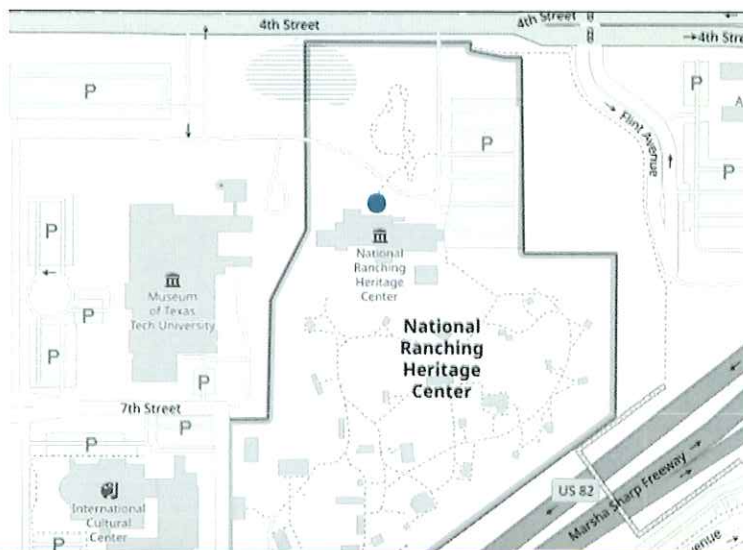 4th Street
4th Street
4th Stre
P
P
P
Flint Avenue
A
P
P
National
Ranching
Heritage
Center
Museum
of Texas
Tech University
P
P
National
Ranching
Heritage
Center
P
7th Street
P
P
US 82
Marsha Sharp Freeway
International
Cultural
Center
P
venue